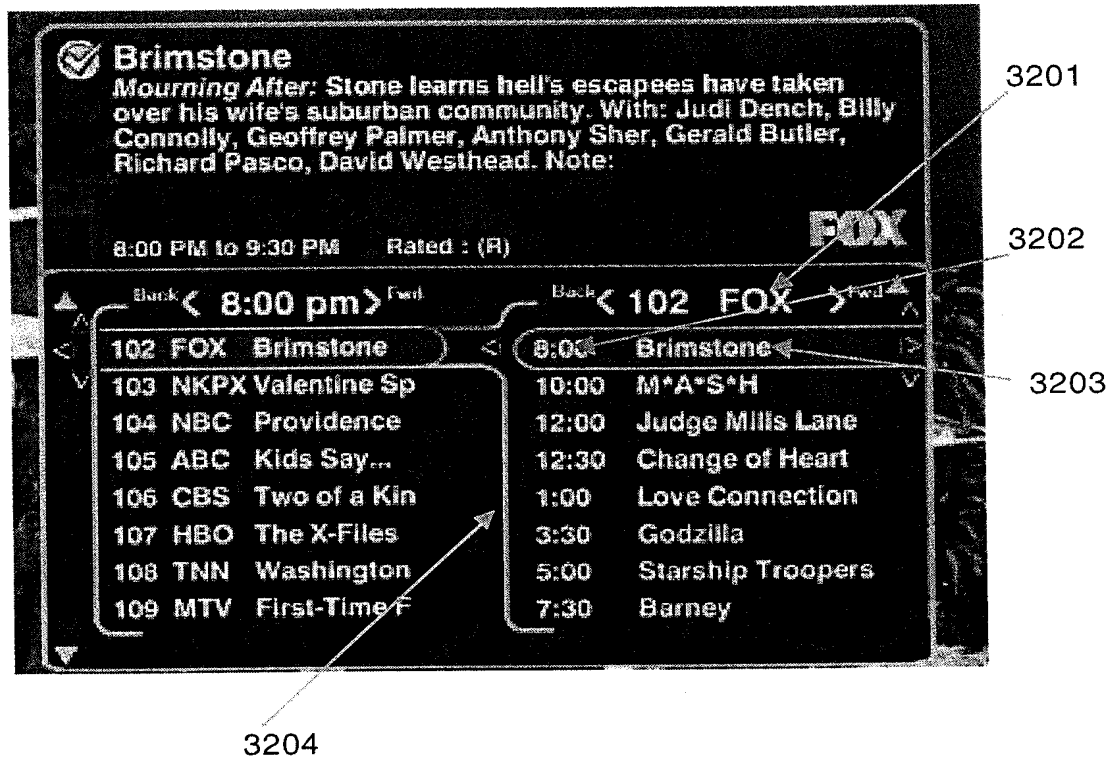 Brimstone
Mourning After: Stone learns hell's escapees have taken
over his wife's suburban community. With: Judi Dench, Billy
Connolly, Geoffrey Palmer, Anthony Sher, Gerald Butler,
Richard Pasco, David Westhead. Note:
FOX
8:00 PM to 9:30 PM Rated : (R)
Back < 8:00 pm > Fwd
102 FOX Brimstone
103 NKPX Valentine Sp
104 NBC Providence
105 ABC Kids Say...
106 CBS Two of a Kin
107 HBO The X-Files
108 TNN Washington
109 MTV First-Time F
Back < 102 FOX > Fwd
8:00 Brimstone
10:00 M*A*S*H
12:00 Judge Mills Lane
12:30 Change of Heart
1:00 Love Connection
3:30 Godzilla
5:00 Starship Troopers
7:30 Barney
3201
3202
3203
3204